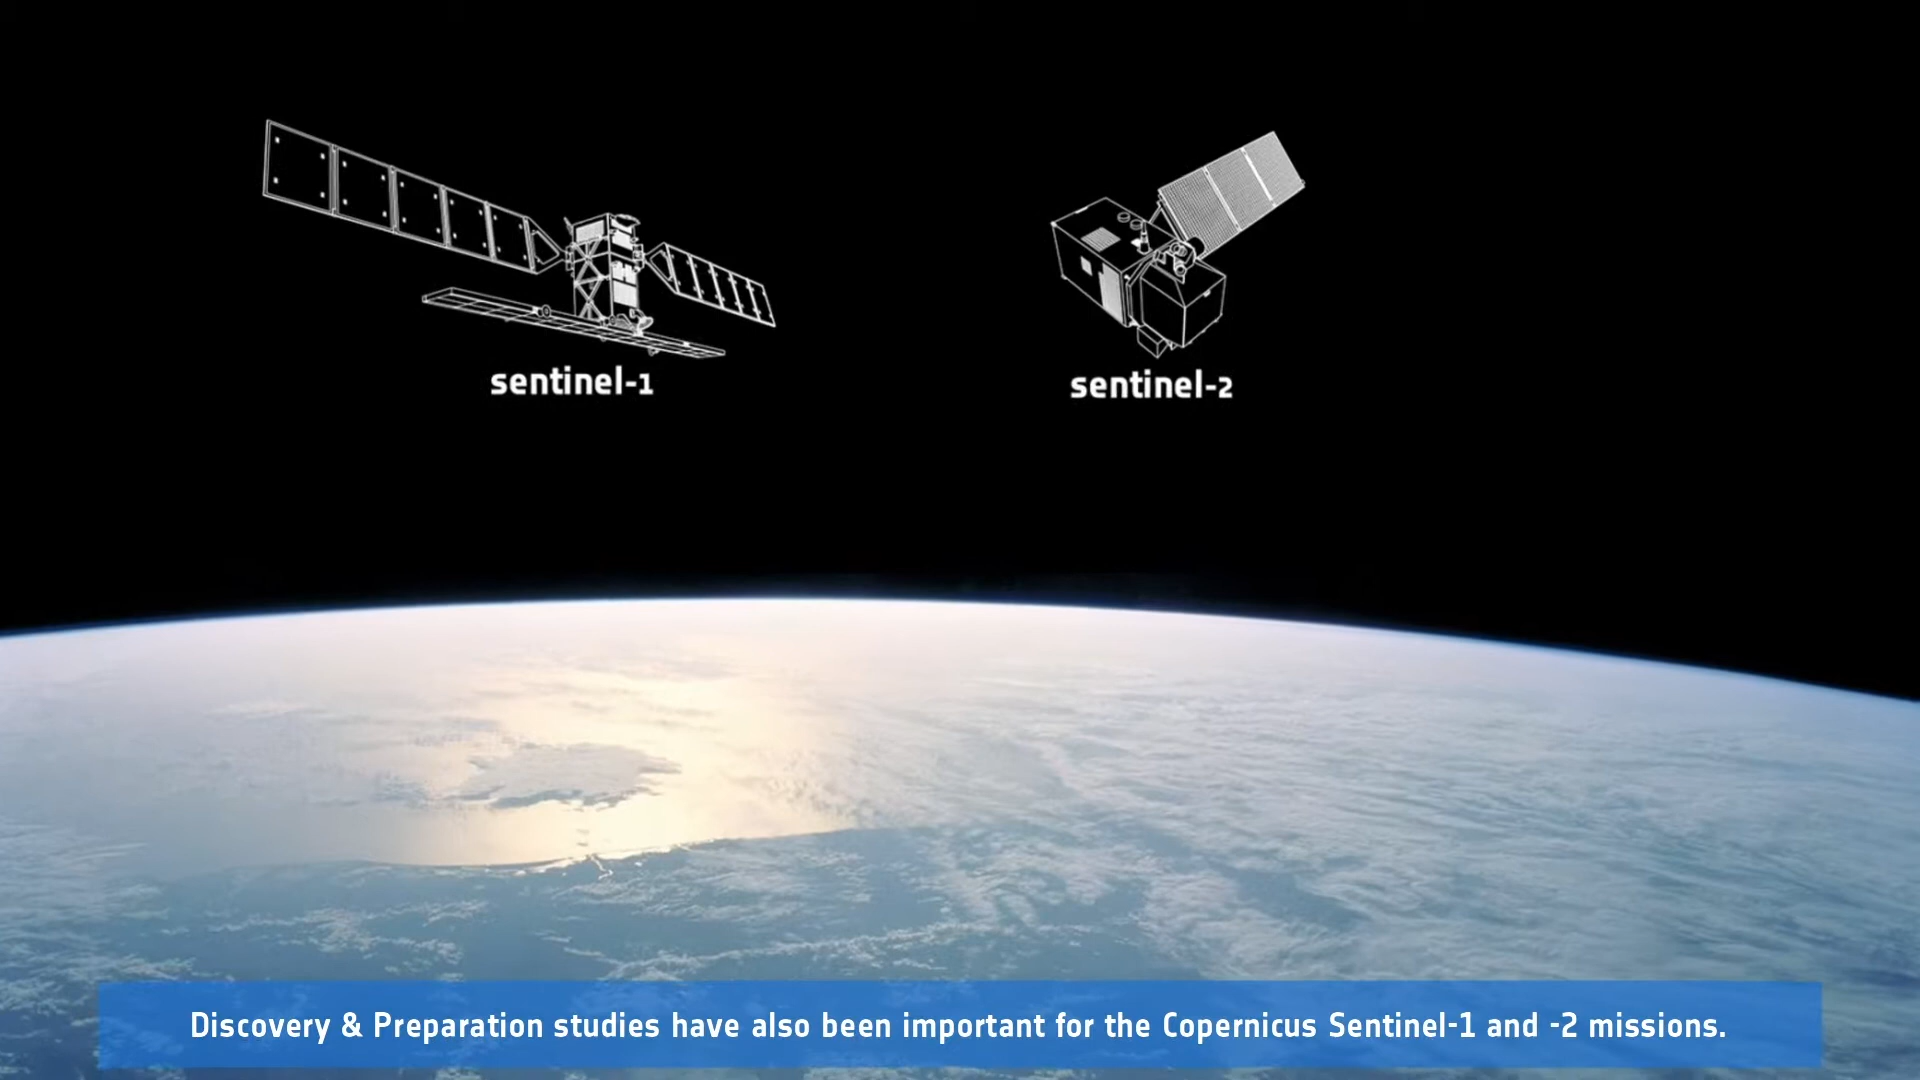 sentinel-1
sentinel-2
Discovery & Preparation studies have also been important for the Copernicus Sentinel-1 and -2 missions.